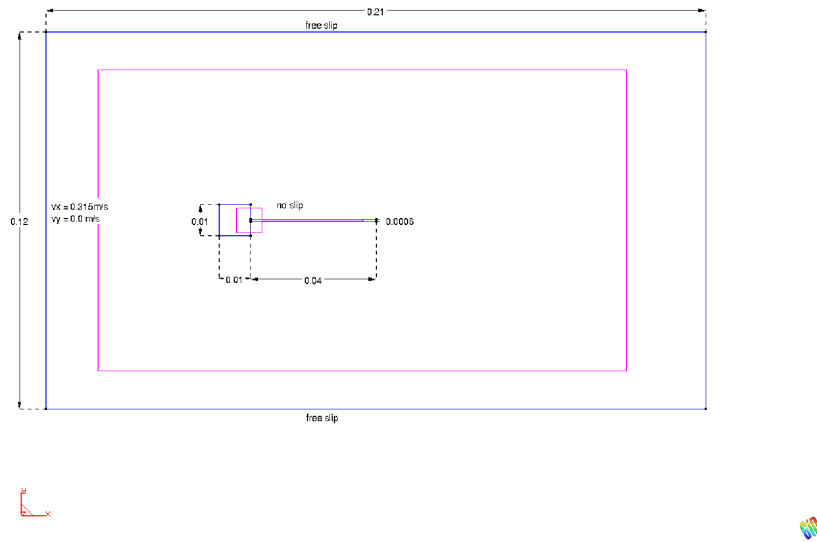 0.21
free slip
vx = 0.315m/s
vy = 0.0 m/s
no slip
0.12
0.01
0.0006
0.01
0.04
free slip